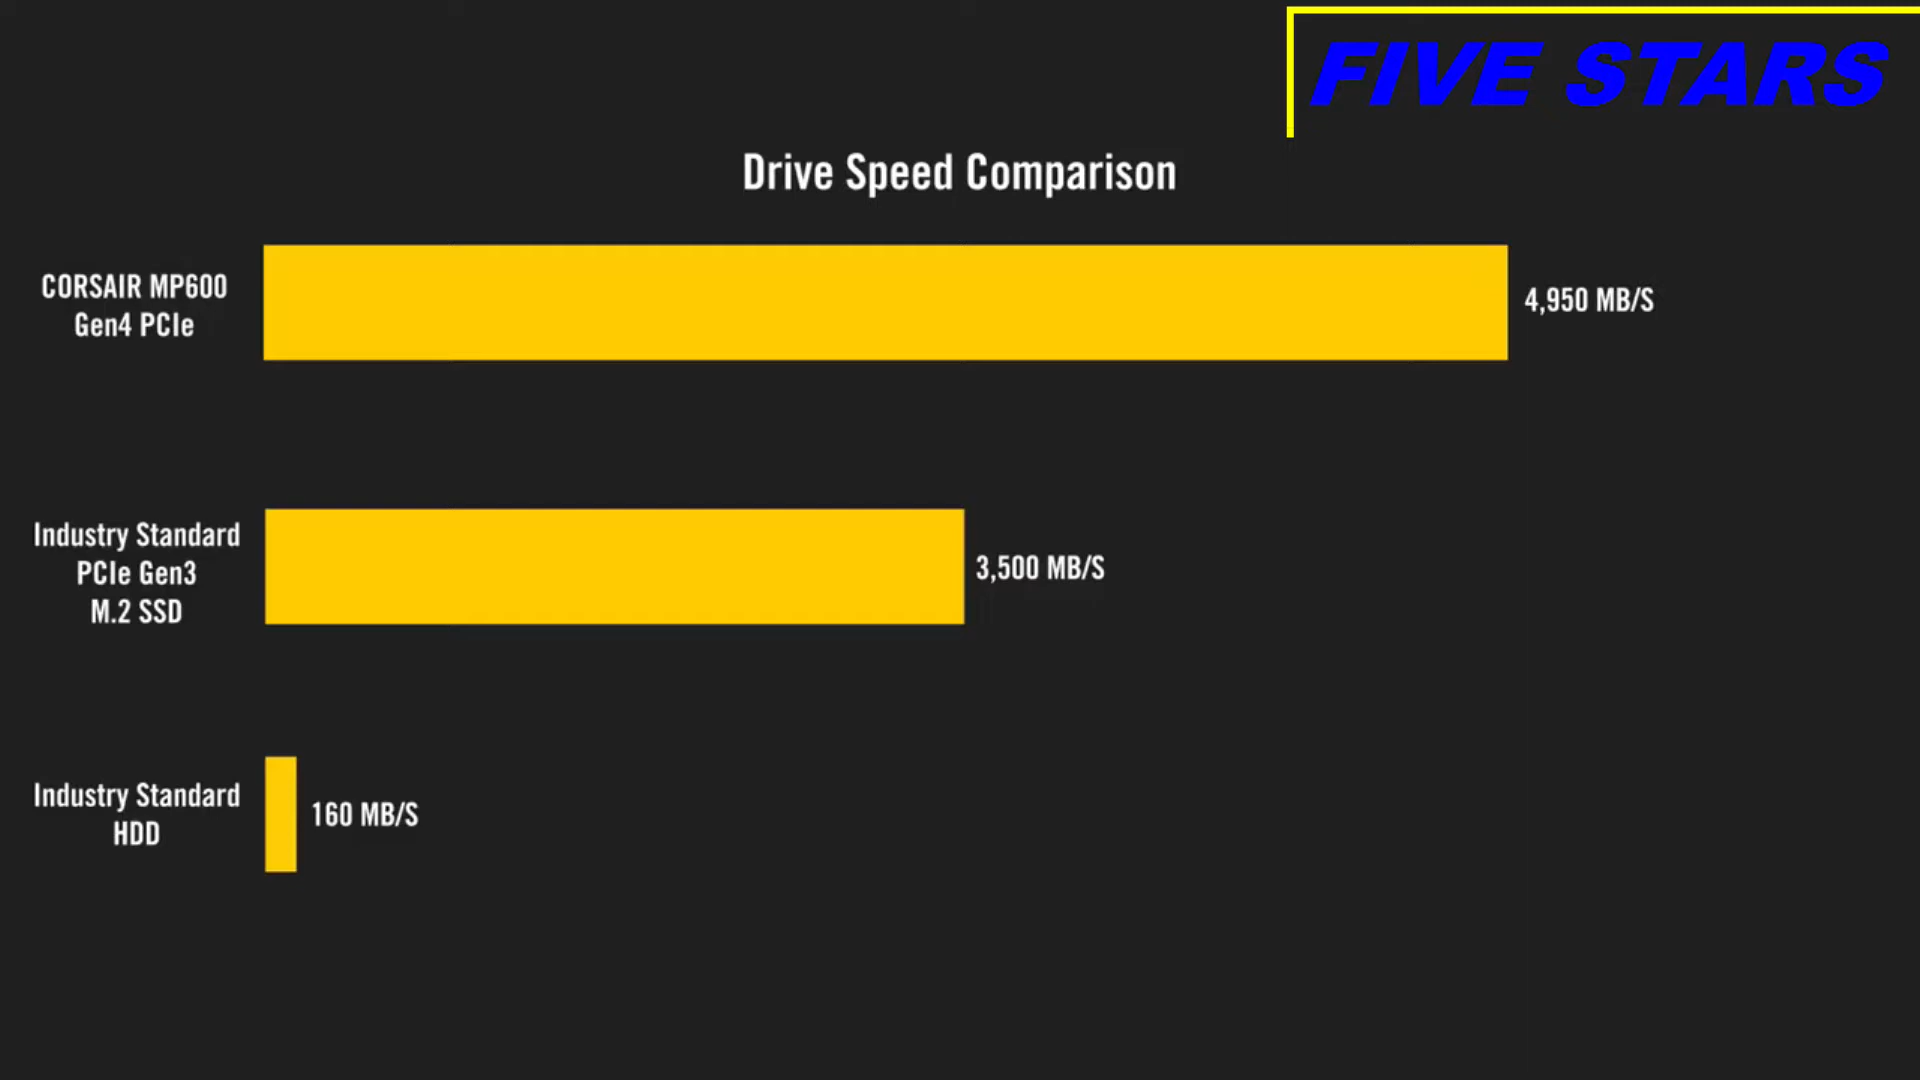 FIVE STARS
Drive Speed Comparison
CORSAIR MP600
Gen4 PCIe
4,950 MB/S
Industry Standard
PCIe Gen3
M.2 SSD
3,500 MB/S
Industry Standard
HDD
160 MB/S